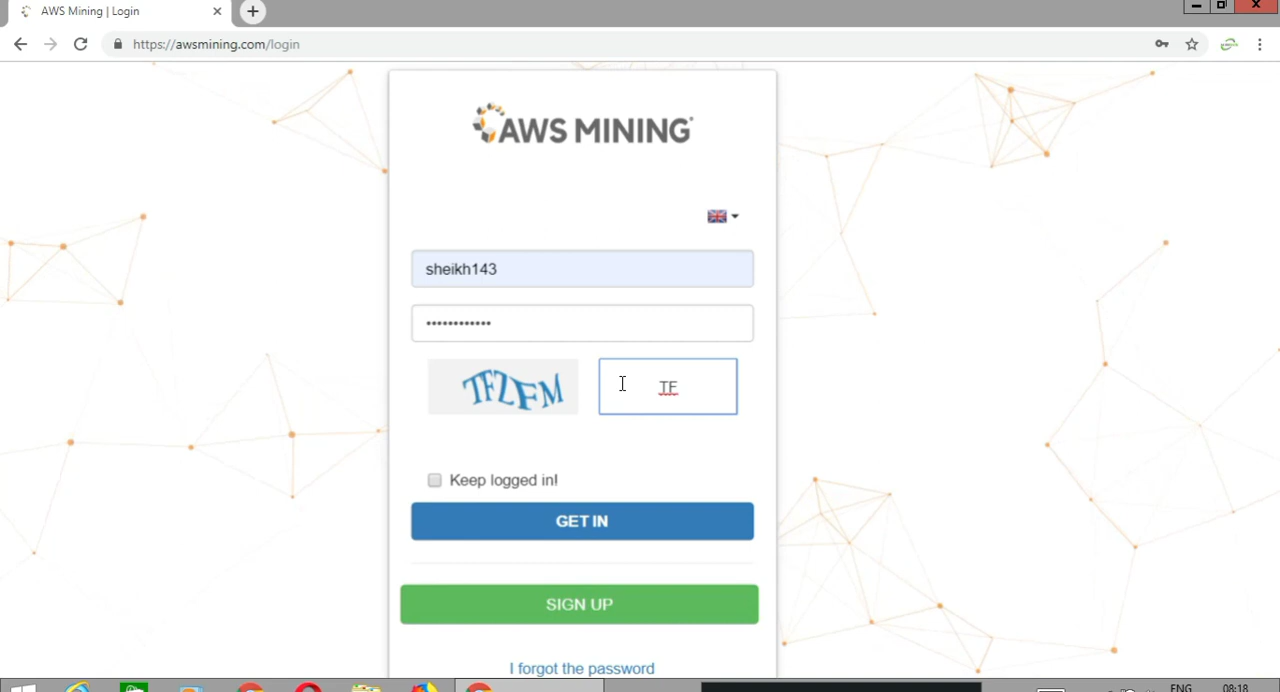 AWS Mining | Login
https://awsmining.com/login
AWS MINING
sheikh143
••••••••••••
TFZFM
TF
Keep logged in!
GET IN
SIGN UP
I forgot the password
ENG
08:18